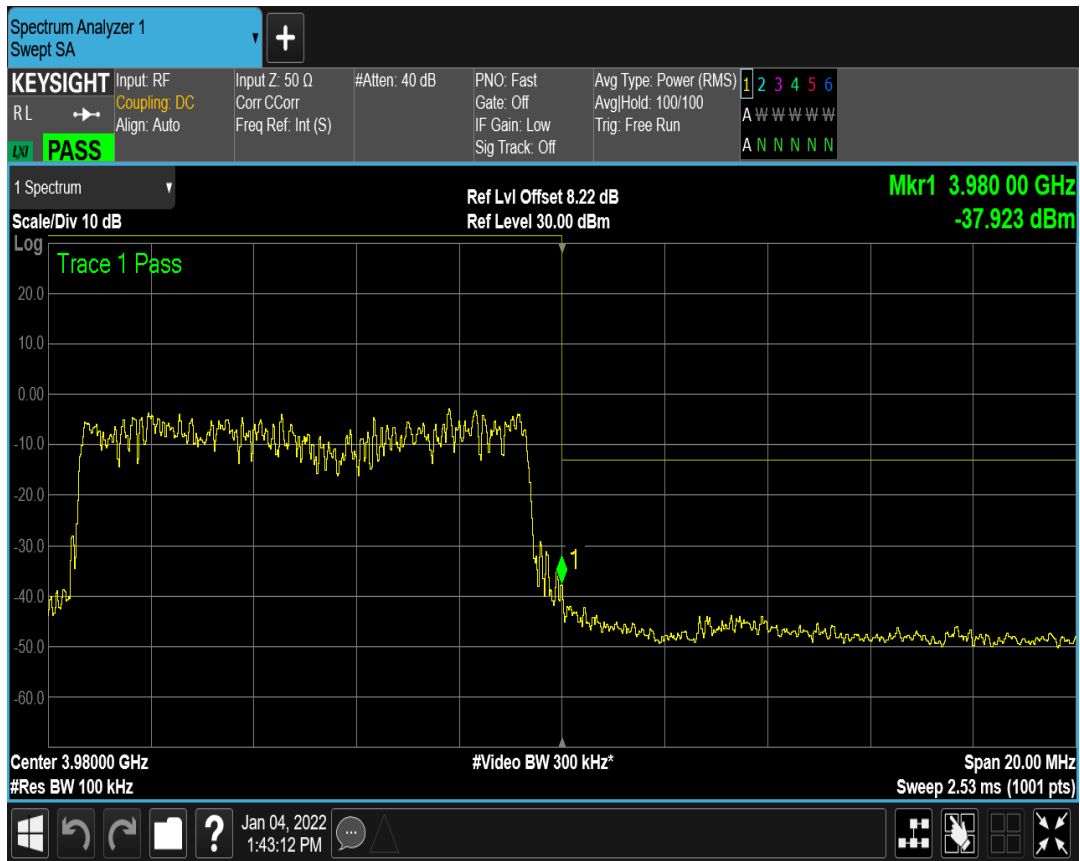 Spectrum Analyzer 1
Swept SA
+
KEYSIGHT
RL
LXI PASS
Input: RF
Coupling: DC
Align: Auto
Input Z: 50 Ω
Corr CCorr
Freq Ref: Int (S)
#Atten: 40 dB
PNO: Fast
Gate: Off
IF Gain: Low
Sig Track: Off
Avg Type: Power (RMS)
Avg|Hold: 100/100
Trig: Free Run
1 2 3 4 5 6
A W W W W W
A N N N N N
1 Spectrum
Scale/Div 10 dB
Ref Lvl Offset 8.22 dB
Ref Level 30.00 dBm
Mkr1 3.980 00 GHz
-37.923 dBm
Log
Trace 1 Pass
20.0
10.0
0.00
-10.0
-20.0
-30.0
1
-40.0
-50.0
-60.0
Center 3.98000 GHz
#Res BW 100 kHz
#Video BW 300 kHz*
Span 20.00 MHz
Sweep 2.53 ms (1001 pts)
?
Jan 04, 2022
1:43:12 PM